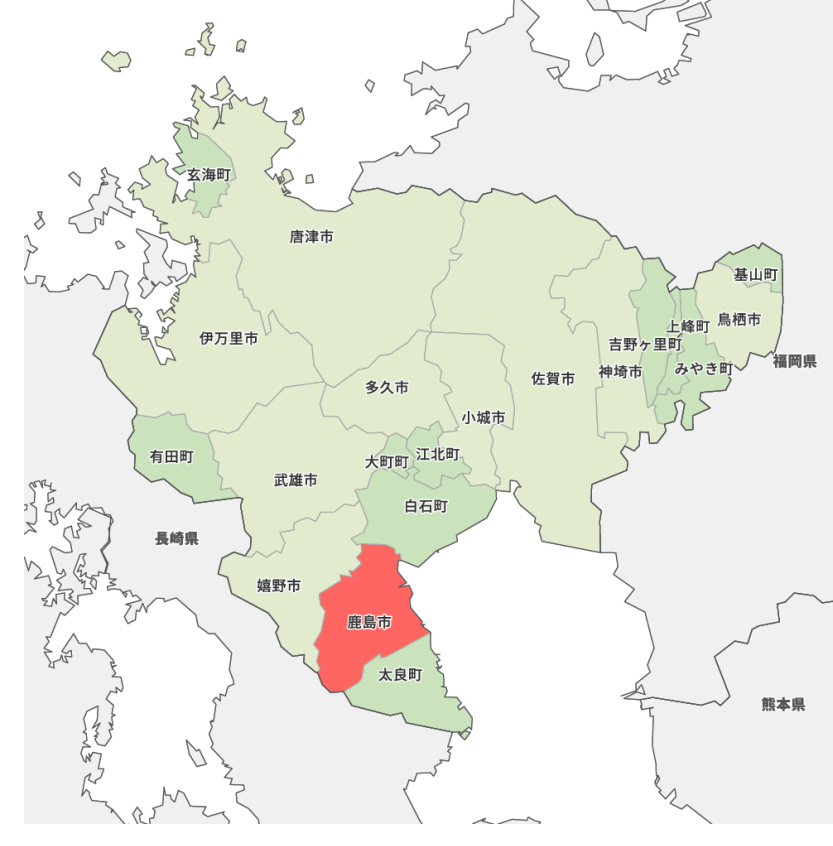 玄海町
唐津市
基山町
鳥栖市
上峰町
伊万里市
吉野ヶ里町
福岡県
みやき町
神埼市
佐賀市
多久市
小城市
有田町
江北町
大町町
武雄市
白石町
長崎県
嬉野市
鹿島市
太良町
熊本県